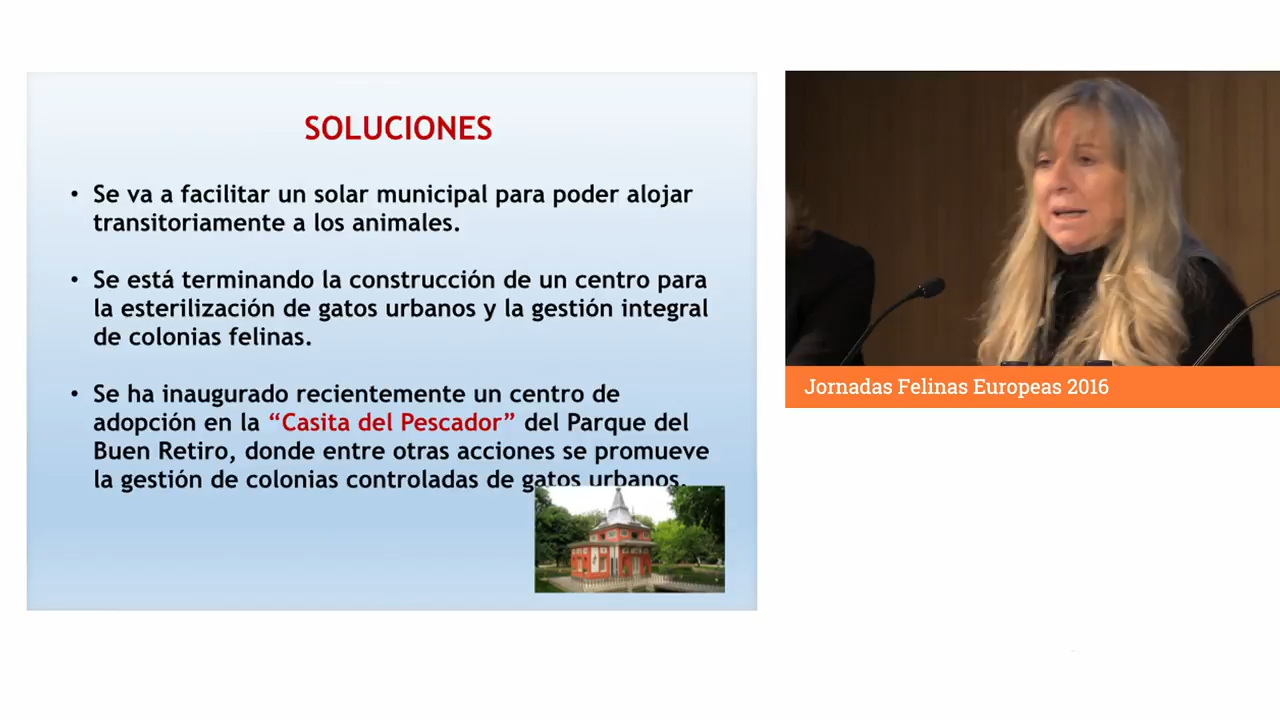 SOLUCIONES
• Se va a facilitar un solar municipal para poder alojar
transitoriamente a los animales.
• Se está terminando la construcción de un centro para
la esterilización de gatos urbanos y la gestión integral
de colonias felinas.
• Se ha inaugurado recientemente un centro de
adopción en la “Casita del Pescador” del Parque del
Buen Retiro, donde entre otras acciones se promueve
la gestión de colonias controladas de gatos urbanos.
Jornadas Felinas Europeas 2016